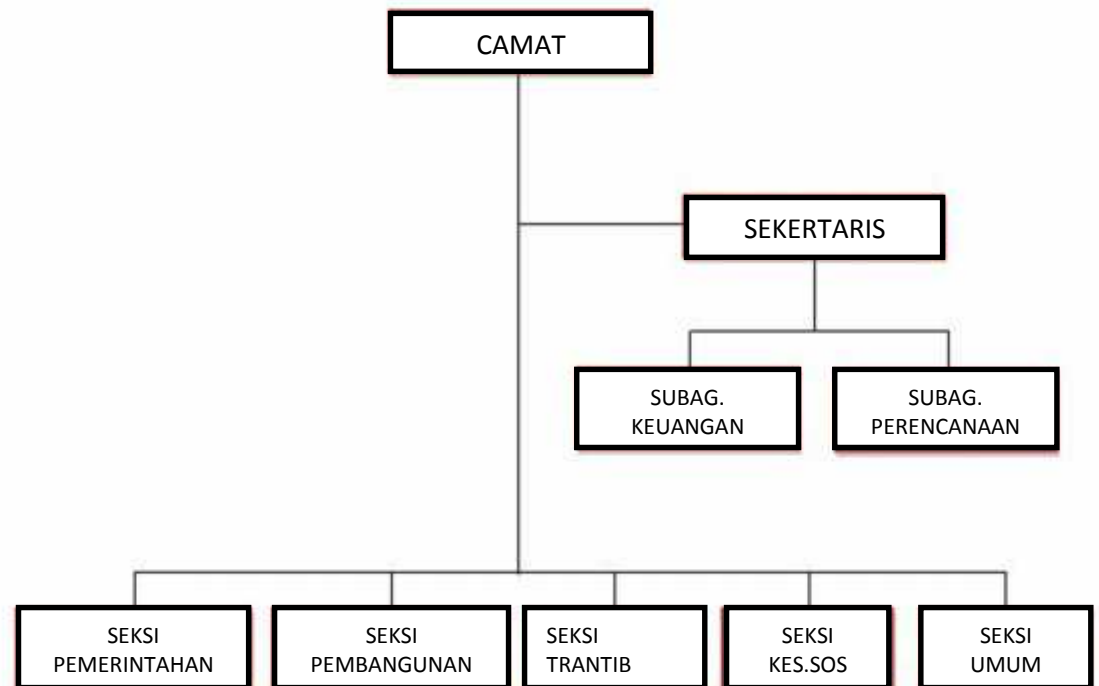 CAMAT
SEKERTARIS
SUBAG.
KEUANGAN
SUBAG.
PERENCANAAN
SEKSI
PEMERINTAHAN
SEKSI
PEMBANGUNAN
SEKSI
TRANTIB
SEKSI
KES.SOS
SEKSI
UMUM